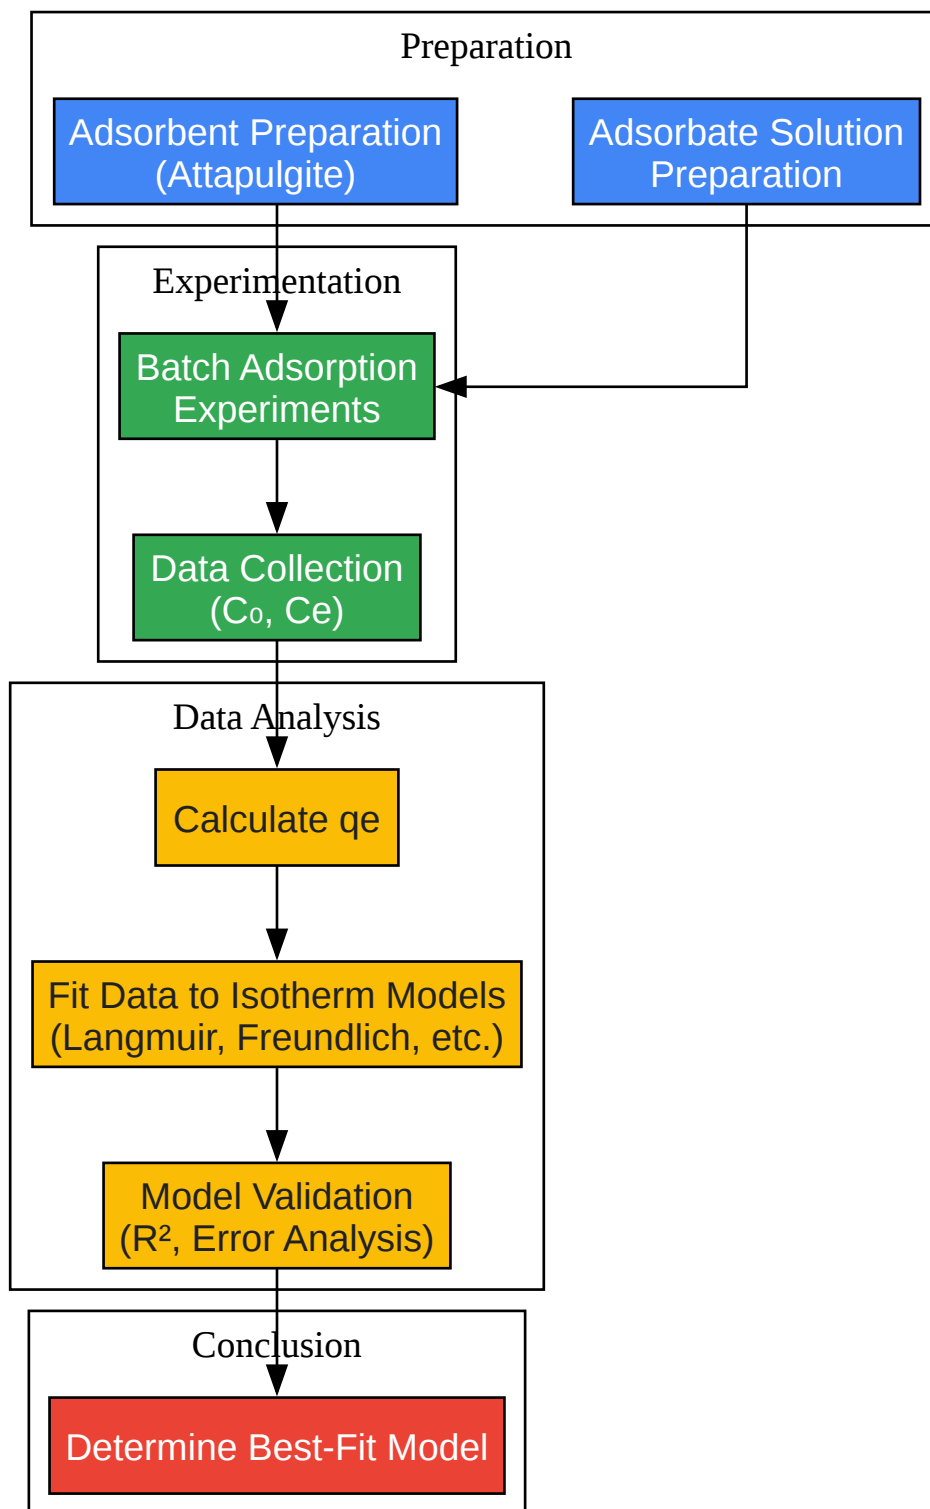 Preparation
Adsorbent Preparation
(Attapulgite)
Adsorbate Solution
Preparation
Experimentation
Batch Adsorption
Experiments
Data Collection
(C₀, Ce)
Data Analysis
Calculate qe
Fit Data to Isotherm Models
(Langmuir, Freundlich, etc.)
Model Validation
(R², Error Analysis)
Conclusion
Determine Best-Fit Model